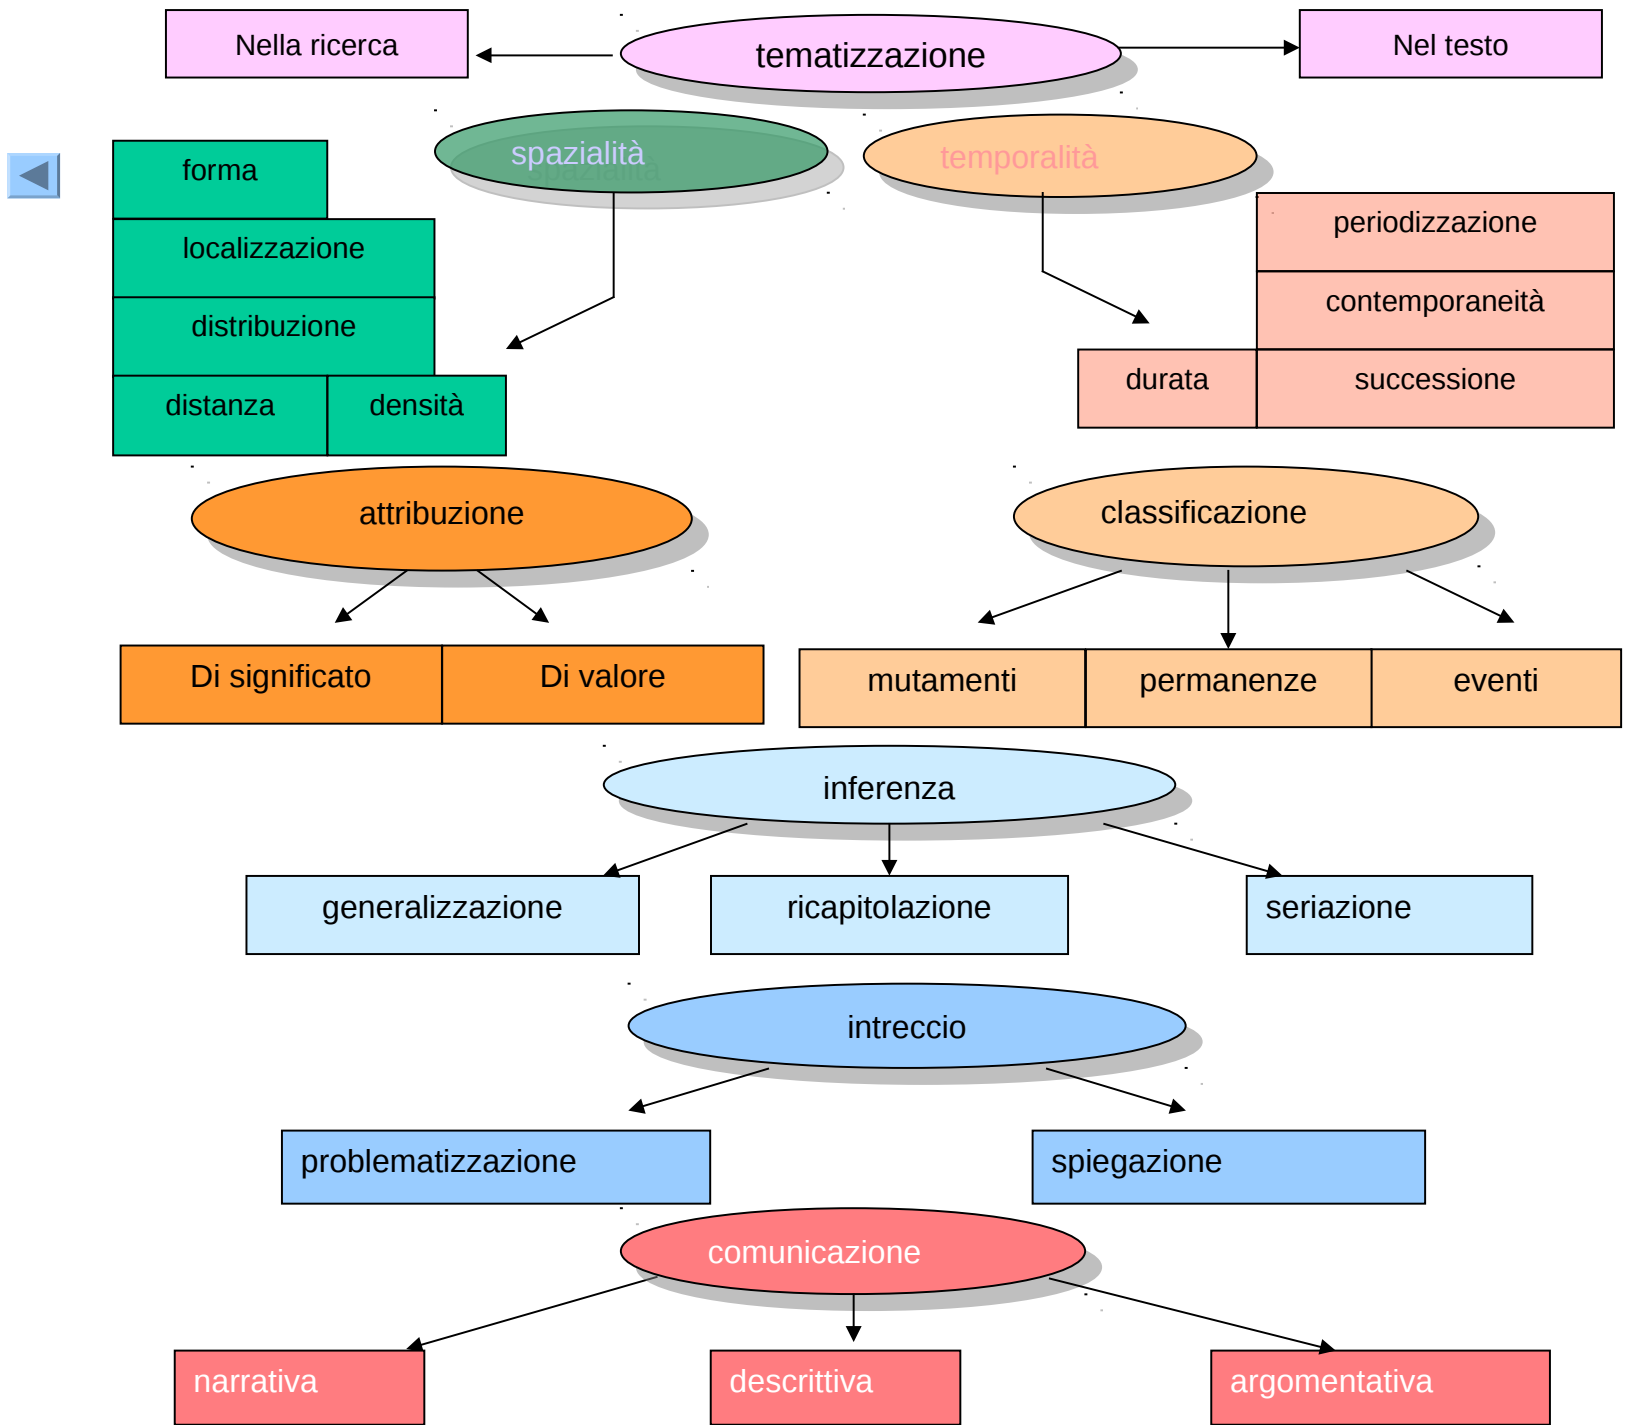 Nella ricerca
tematizzazione
Nel testo
spazialità
temporalità
forma
localizzazione
distribuzione
distanza
densità
periodizzazione
contemporaneità
durata
successione
attribuzione
classificazione
Di significato
Di valore
mutamenti
permanenze
eventi
inferenza
generalizzazione
ricapitolazione
seriazione
intreccio
problematizzazione
spiegazione
comunicazione
narrativa
descrittiva
argomentativa